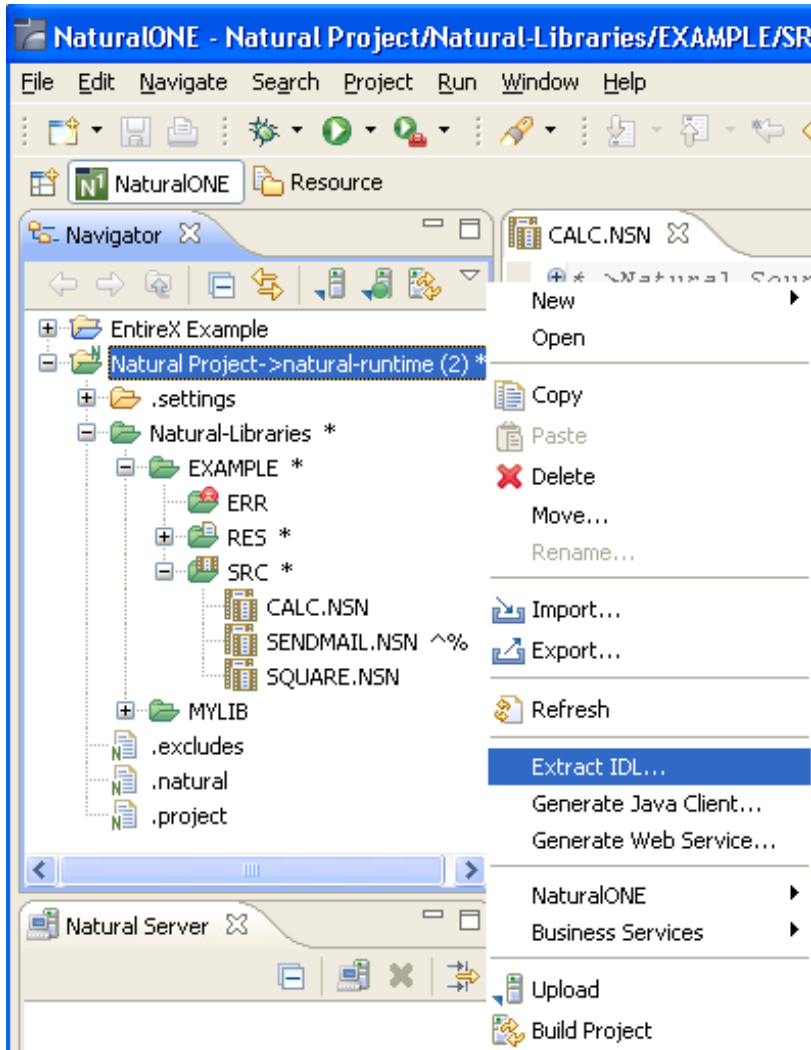 NaturalONE - Natural Project/Natural-Libraries/EXAMPLE/SR
File Edit Navigate Search Project Run Window Help
N1 NaturalONE Resource
Navigator
CALC.NSN
* >Natural Sour
EntireX Example
Natural Project->natural-runtime (2) *
.settings
Natural-Libraries *
EXAMPLE *
ERR
RES *
SRC *
CALC.NSN
SENDMAIL.NSN ^%
SQUARE.NSN
MYLIB
.excludes
.natural
.project
Natural Server
New
Open
Copy
Paste
Delete
Move...
Rename...
Import...
Export...
Refresh
Extract IDL...
Generate Java Client...
Generate Web Service...
NaturalONE
Business Services
Upload
Build Project